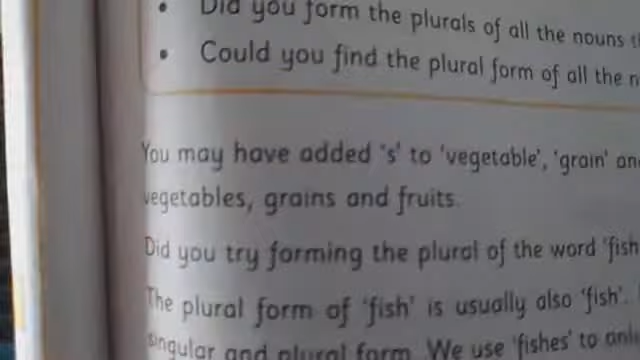 • Did you form the plurals of all the nouns
• Could you find the plural form of all the
You may have added 's' to 'vegetable', 'grain'
vegetables, grains and fruits.
Did you try forming the plural of the word 'fish
The plural form of 'fish' is usually also 'fish'.
singular and plural form. We use 'fishes' to